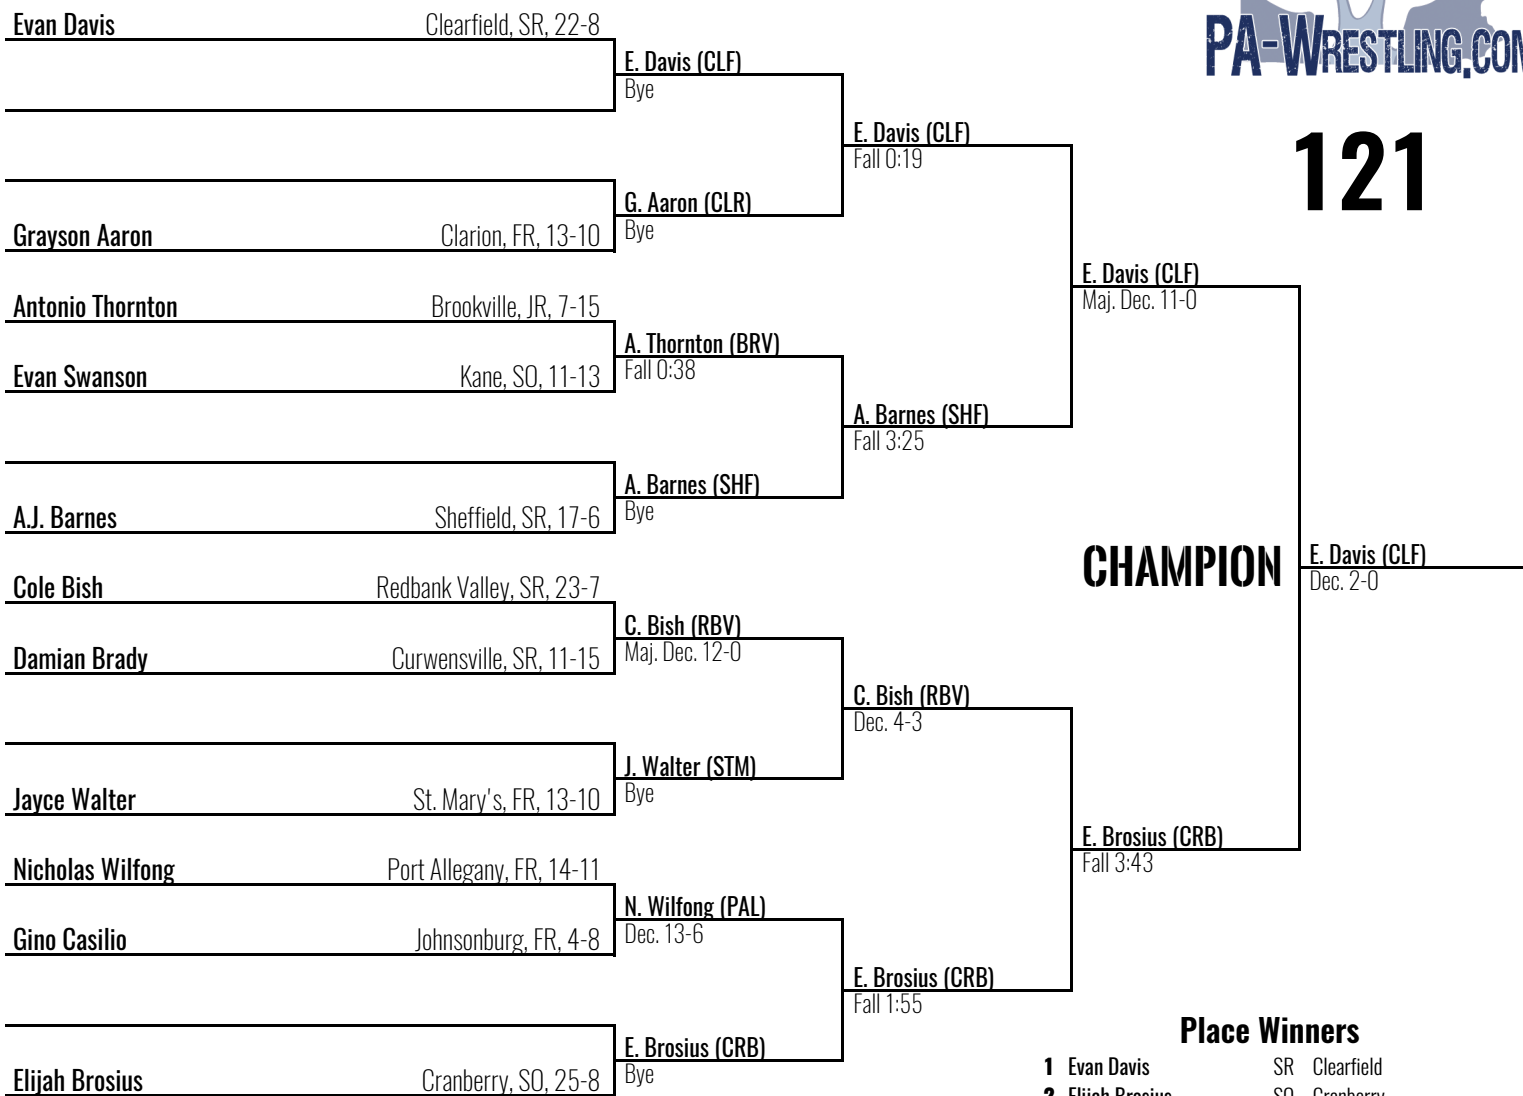 Evan Davis Clearfield, SR, 22-8
E. Davis (CLF)
Bye
PA-WRESTLING.COM
121
E. Davis (CLF)
Fall 0:19
G. Aaron (CLR)
Bye
Grayson Aaron Clarion, FR, 13-10
E. Davis (CLF)
Maj. Dec. 11-0
Antonio Thornton Brookville, JR, 7-15
A. Thornton (BRV)
Fall 0:38
Evan Swanson Kane, SO, 11-13
A. Barnes (SHF)
Fall 3:25
A. Barnes (SHF)
Bye
A.J. Barnes Sheffield, SR, 17-6
CHAMPION
E. Davis (CLF)
Dec. 2-0
Cole Bish Redbank Valley, SR, 23-7
C. Bish (RBV)
Maj. Dec. 12-0
Damian Brady Curwensville, SR, 11-15
C. Bish (RBV)
Dec. 4-3
J. Walter (STM)
Bye
Jayce Walter St. Mary's, FR, 13-10
E. Brosius (CRB)
Fall 3:43
Nicholas Wilfong Port Allegany, FR, 14-11
N. Wilfong (PAL)
Dec. 13-6
Gino Casilio Johnsonburg, FR, 4-8
E. Brosius (CRB)
Fall 1:55
E. Brosius (CRB)
Bye
Elijah Brosius Cranberry, SO, 25-8
Place Winners
1 Evan Davis SR Clearfield
2 Elijah Brosius SO Cranberry